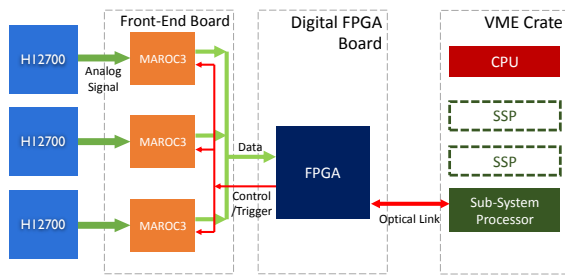 Front-End Board
Digital FPGA
Board
VME Crate
H12700
Analog
Signal
MAROC3
H12700
MAROC3
H12700
MAROC3
Data
Control
/Trigger
FPGA
Optical Link
CPU
SSP
SSP
Sub-System
Processor